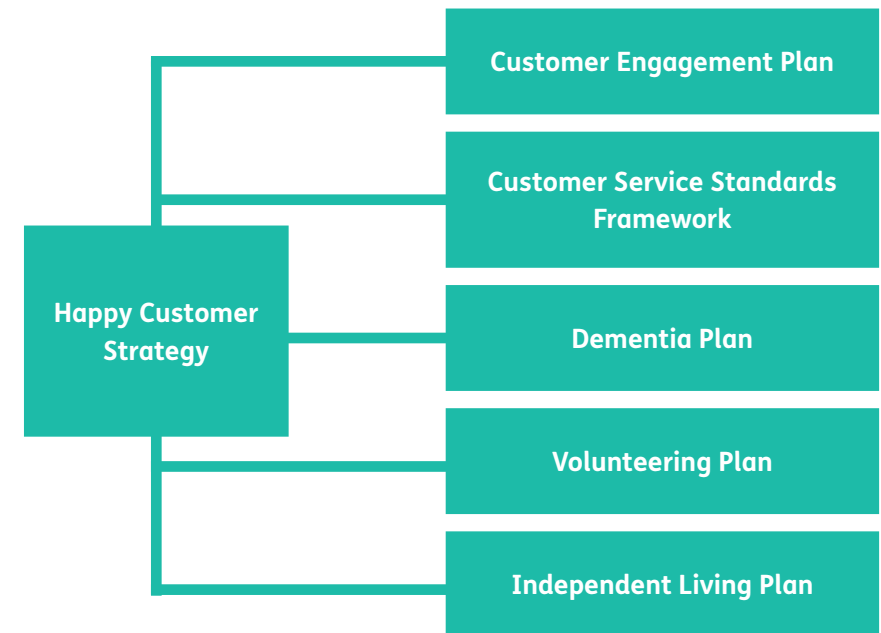 Customer Engagement Plan
Customer Service Standards
Framework
Happy Customer
Strategy
Dementia Plan
Volunteering Plan
Independent Living Plan